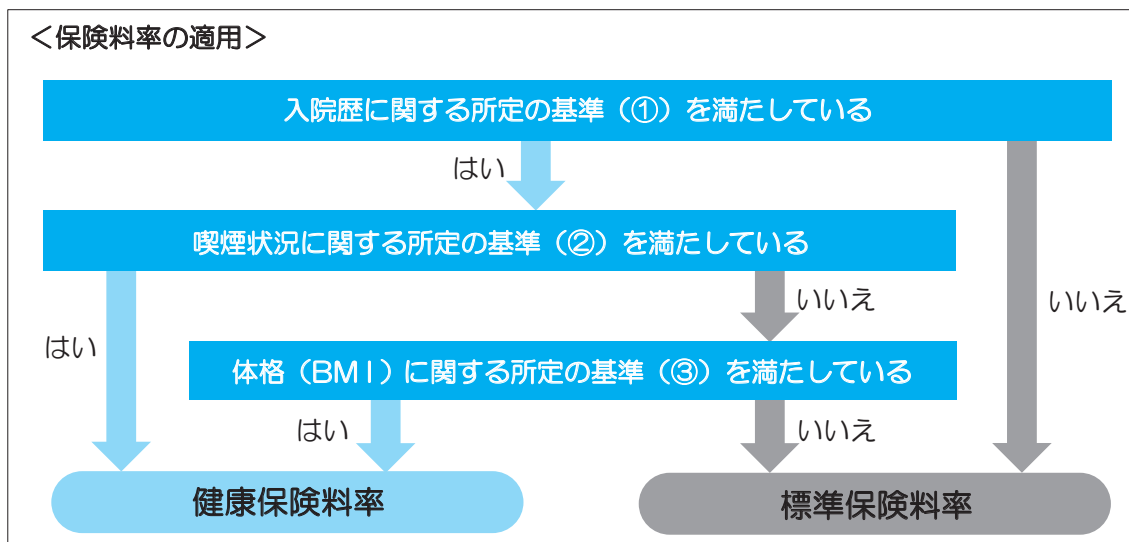 ＜保険料率の適用＞
入院歴に関する所定の基準（①）を満たしている
はい
喫煙状況に関する所定の基準（②）を満たしている
いいえ
いいえ
はい
体格（BMI）に関する所定の基準（③）を満たしている
はい
いいえ
健康保険料率
標準保険料率